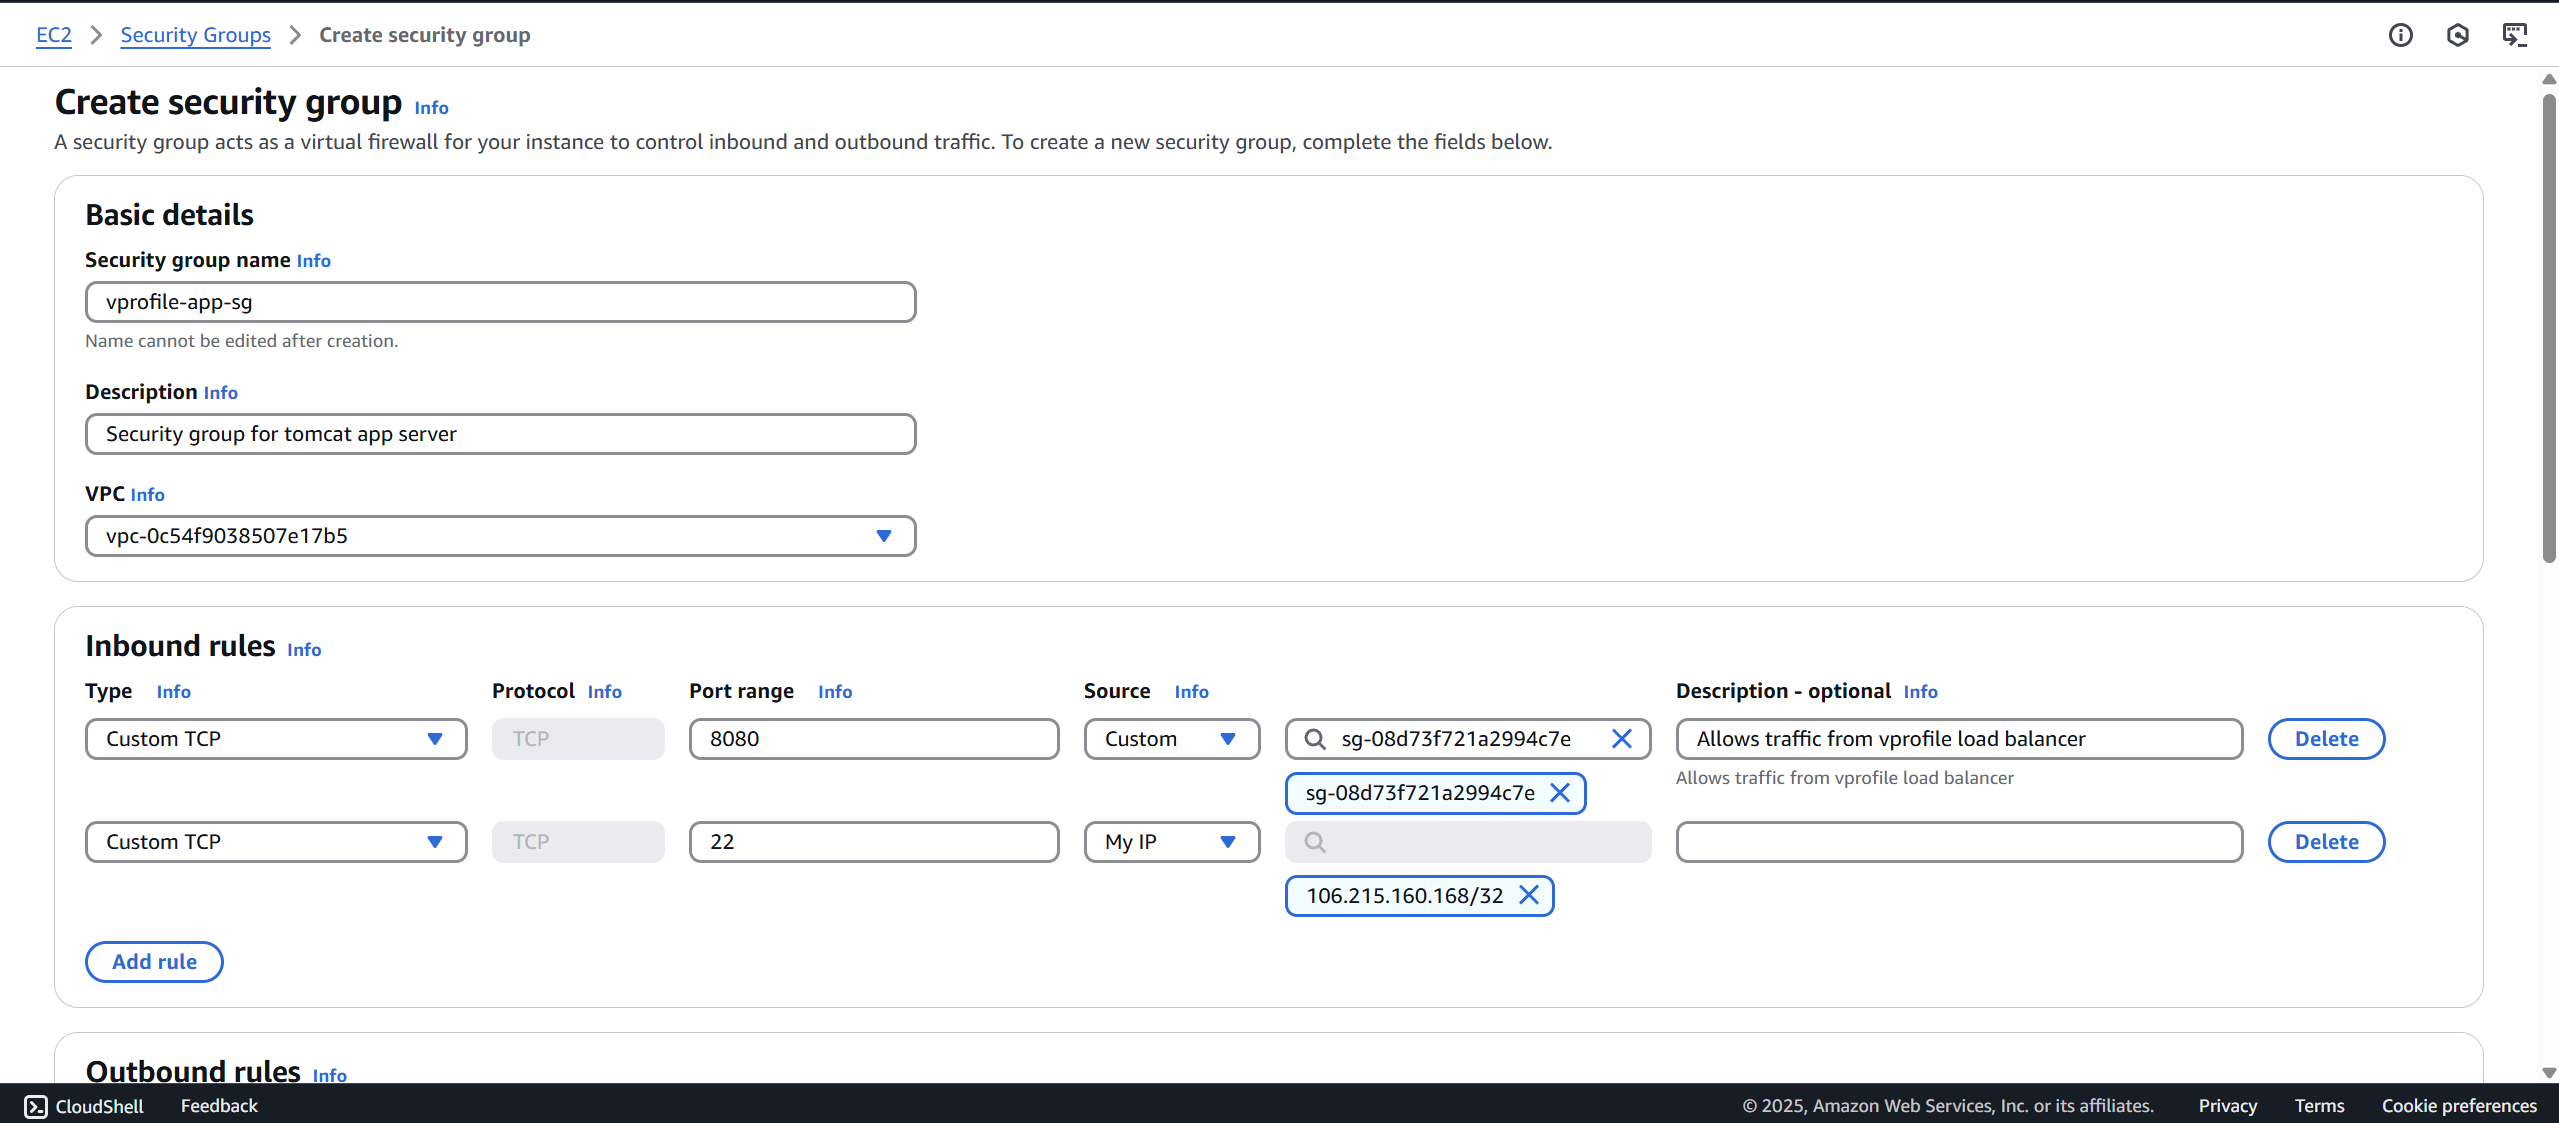 EC2 > Security Groups > Create security group
Create security group Info
A security group acts as a virtual firewall for your instance to control inbound and outbound traffic. To create a new security group, complete the fields below.
Basic details
Security group name Info
vprofile-app-sg
Name cannot be edited after creation.
Description Info
Security group for tomcat app server
VPC Info
vpc-0c54f9038507e17b5
Inbound rules Info
Type Info Protocol Info Port range Info Source Info Description - optional Info
Custom TCP TCP 8080 Custom sg-08d73f721a2994c7e Allows traffic from vprofile load balancer Delete
Allows traffic from vprofile load balancer
sg-08d73f721a2994c7e
Custom TCP TCP 22 My IP Delete
106.215.160.168/32
Add rule
Outbound rules Info
CloudShell Feedback © 2025, Amazon Web Services, Inc. or its affiliates. Privacy Terms Cookie preferences